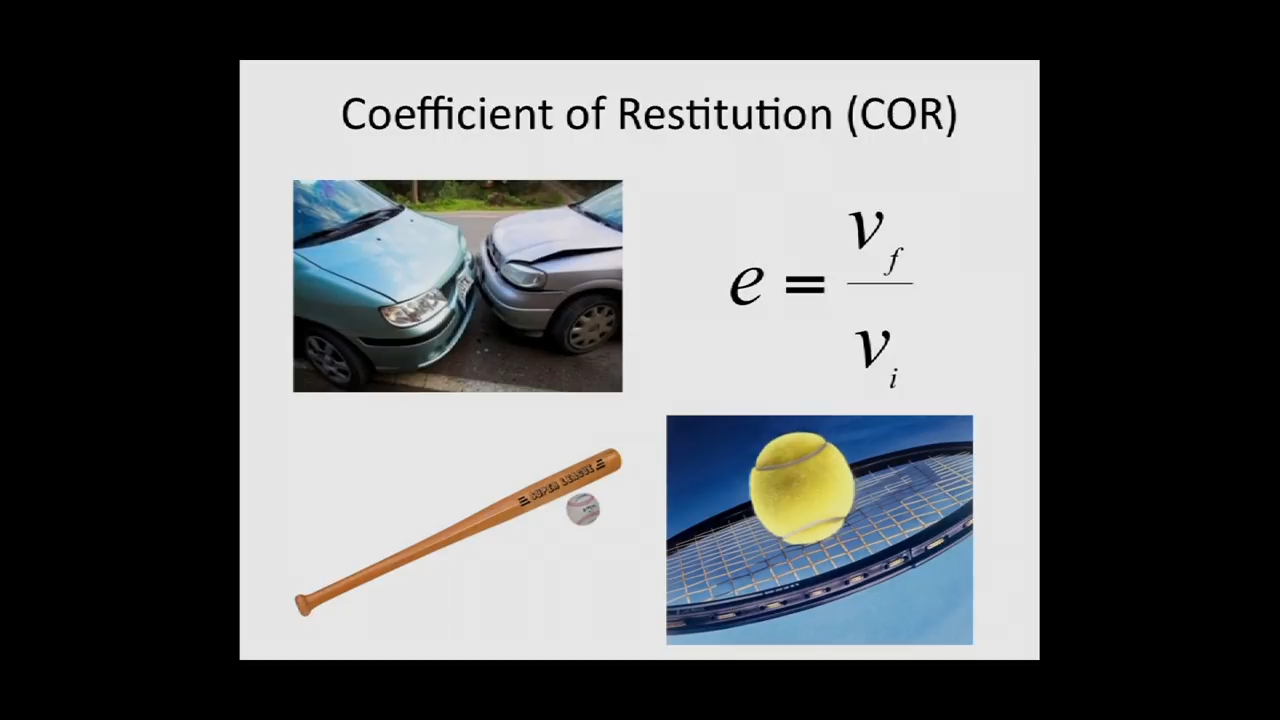 Coefficient of Restitution (COR)
e = v_f / v_i
SUPER LEAGUE